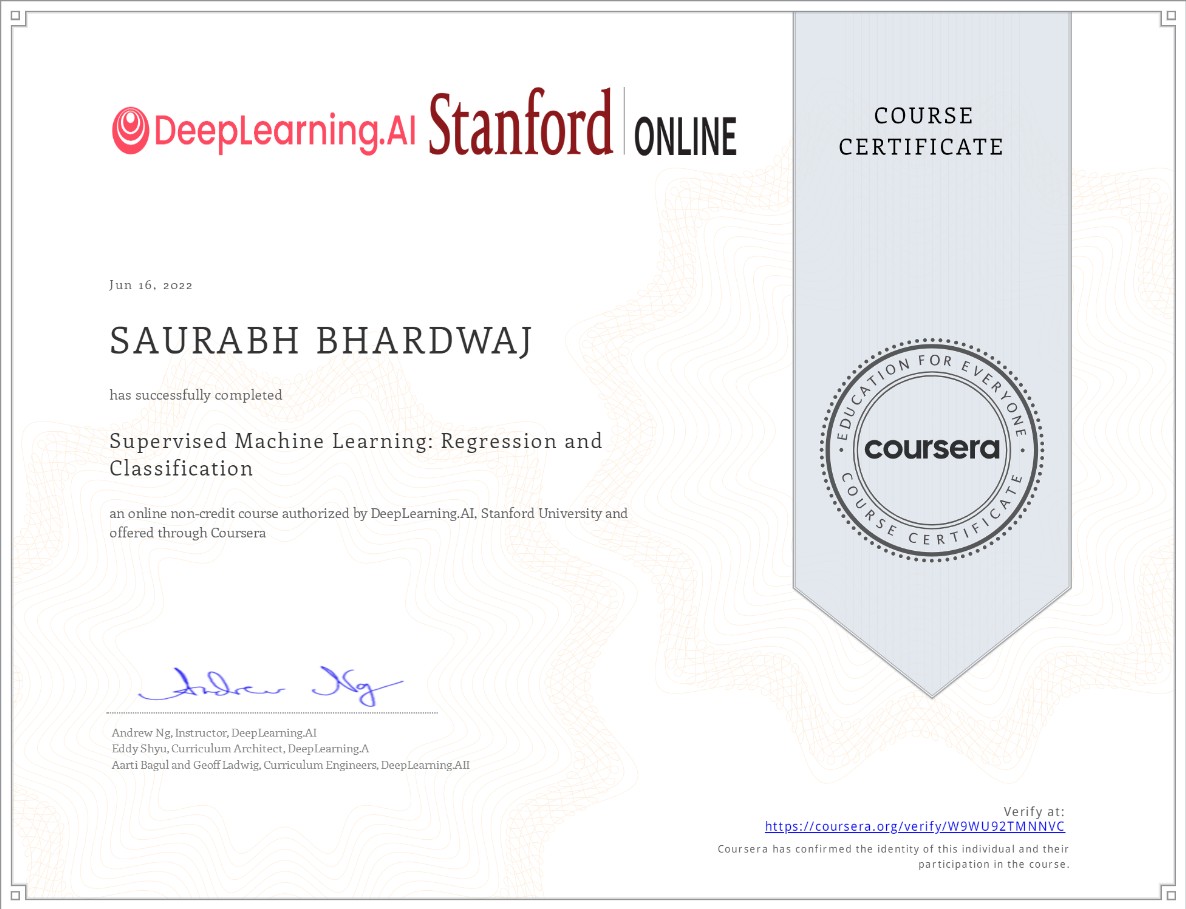 DeepLearning.AI Stanford ONLINE
COURSE
CERTIFICATE
Jun 16, 2022
SAURABH BHARDWAJ
has successfully completed
Supervised Machine Learning: Regression and
Classification
an online non-credit course authorized by DeepLearning.AI, Stanford University and
offered through Coursera
EDUCATION FOR EVERYONE
coursera
COURSE CERTIFICATE
Andrew Ng
Andrew Ng, Instructor, DeepLearning.AI
Eddy Shyu, Curriculum Architect, DeepLearning.A
Aarti Bagul and Geoff Ladwig, Curriculum Engineers, DeepLearning.AII
Verify at:
https://coursera.org/verify/W9WU92TMNNVC
Coursera has confirmed the identity of this individual and their
participation in the course.